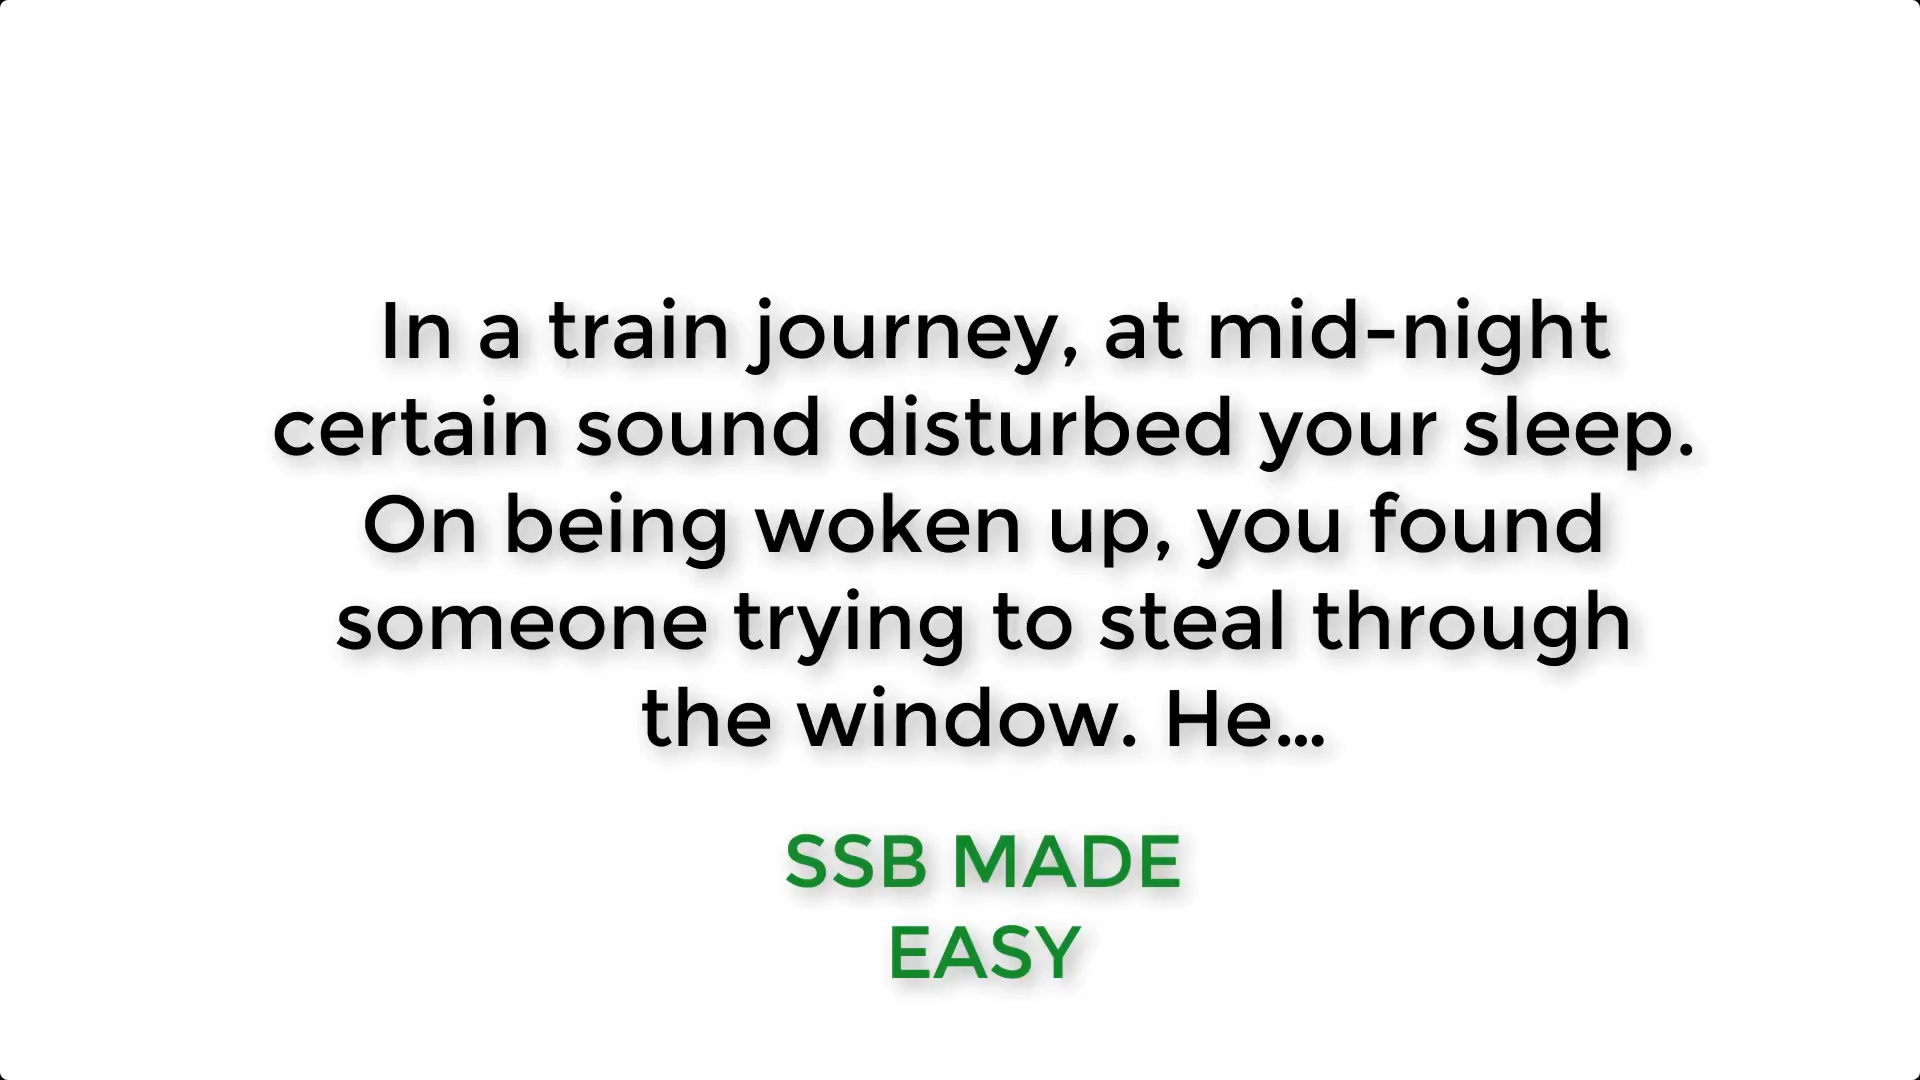 In a train journey, at mid-night
certain sound disturbed your sleep.
On being woken up, you found
someone trying to steal through
the window. He...
SSB MADE
EASY